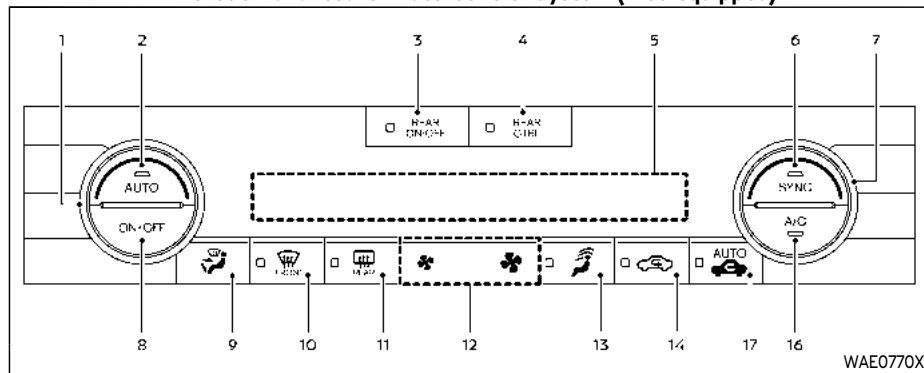 1 2 3 4 5 6 7
REAR
ON·OFF
REAR
CTRL
AUTO
ON·OFF
SYNC
A/C
FRONT
REAR
AUTO
8 9 10 11 12 13 14 17 16
WAE0770X